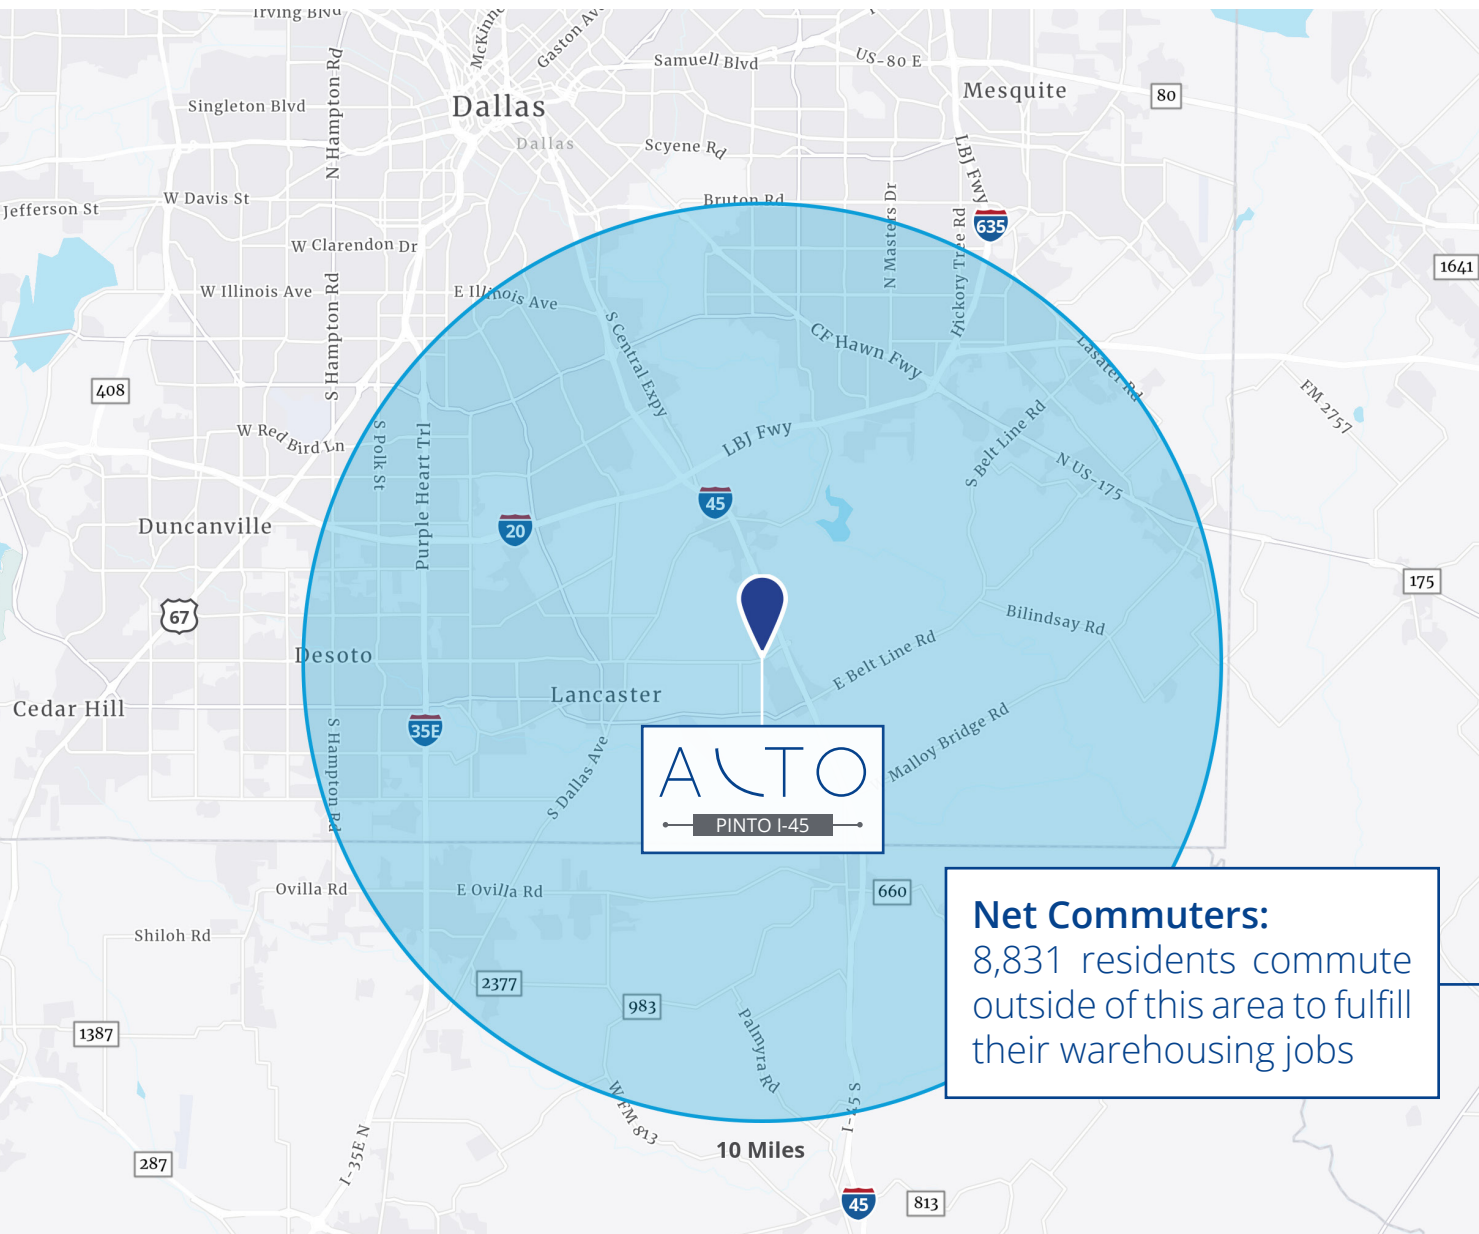 Irving Blvd
McKinne
Gaston Av
Samuell Blvd
US-80 E
Mesquite
80
Singleton Blvd
N Hampton Rd
Dallas
Dallas
Scyene Rd
LBJ Fwy
W Davis St
Jefferson St
Bruton Rd
N Masters Dr
Hickory Tree Rd
635
W Clarendon Dr
1641
W Illinois Ave
S Hampton Rd
E Illinois Ave
S Central Expy
CF Hawn Fwy
Lasater Rd
408
FM 2757
W Red Bird Ln
S Polk St
Purple Heart Trl
LBJ Fwy
S Belt Line Rd
N US-175
45
20
Duncanville
175
67
Bilindsay Rd
Desoto
E Belt Line Rd
Lancaster
Cedar Hill
35E
S Hampton Rd
S Dallas Ave
Malloy Bridge Rd
ALTO
PINTO I-45
Ovilla Rd
E Ovilla Rd
660
Net Commuters:
8,831 residents commute
outside of this area to fulfill
their warehousing jobs
Shiloh Rd
2377
983
1387
Palmyra Rd
W FM 813
I-45 S
10 Miles
I-35E N
287
45
813